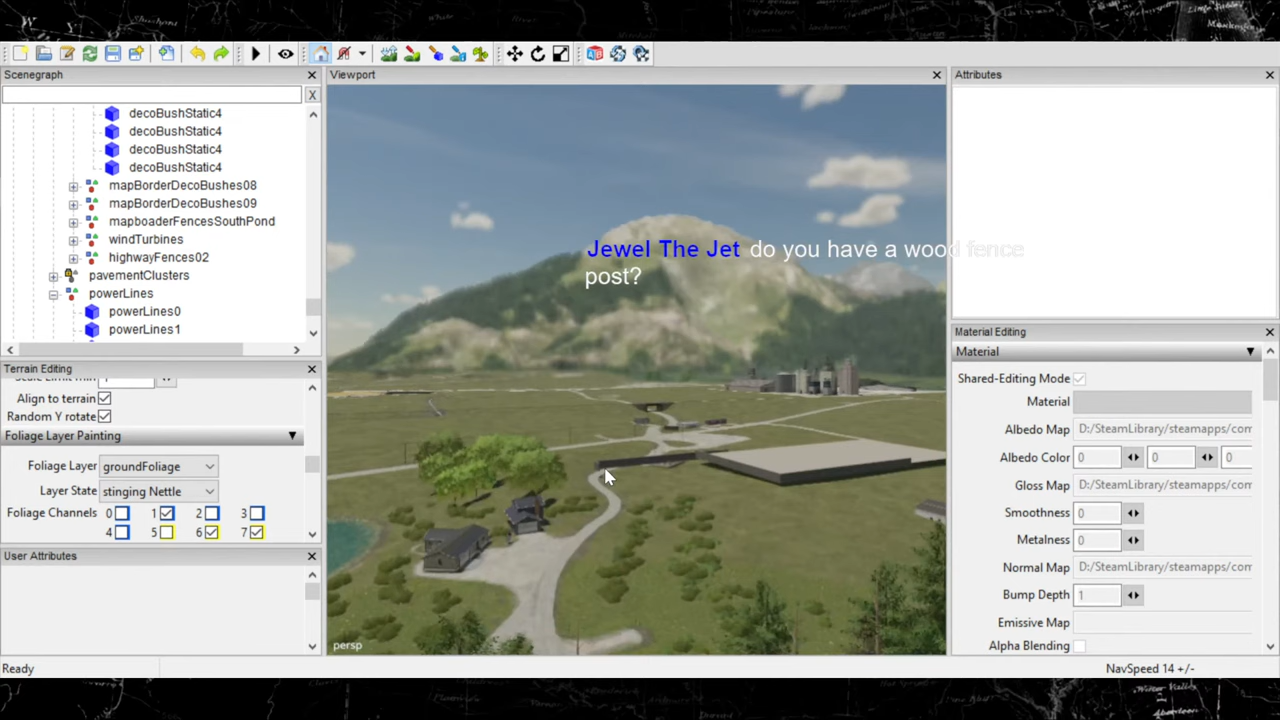 Scenegraph
X
decoBushStatic4
decoBushStatic4
decoBushStatic4
decoBushStatic4
mapBorderDecoBushes08
mapBorderDecoBushes09
mapboaderFencesSouthPond
windTurbines
highwayFences02
pavementClusters
powerLines
powerLines0
powerLines1
Terrain Editing
Align to terrain
Random Y rotate
Foliage Layer Painting
Foliage Layer groundFoliage
Layer State stinging Nettle
Foliage Channels 0 1 2 3
4 5 6 7
User Attributes
Ready
Viewport
Jewel The Jet do you have a wood fence
post?
persp
Attributes
Material Editing
Material
Shared-Editing Mode
Material
Albedo Map D:/SteamLibrary/steamapps/com
Albedo Color 0 0 0
Gloss Map D:/SteamLibrary/steamapps/com
Smoothness 0
Metalness 0
Normal Map D:/SteamLibrary/steamapps/com
Bump Depth 1
Emissive Map
Alpha Blending
NavSpeed 14 +/-